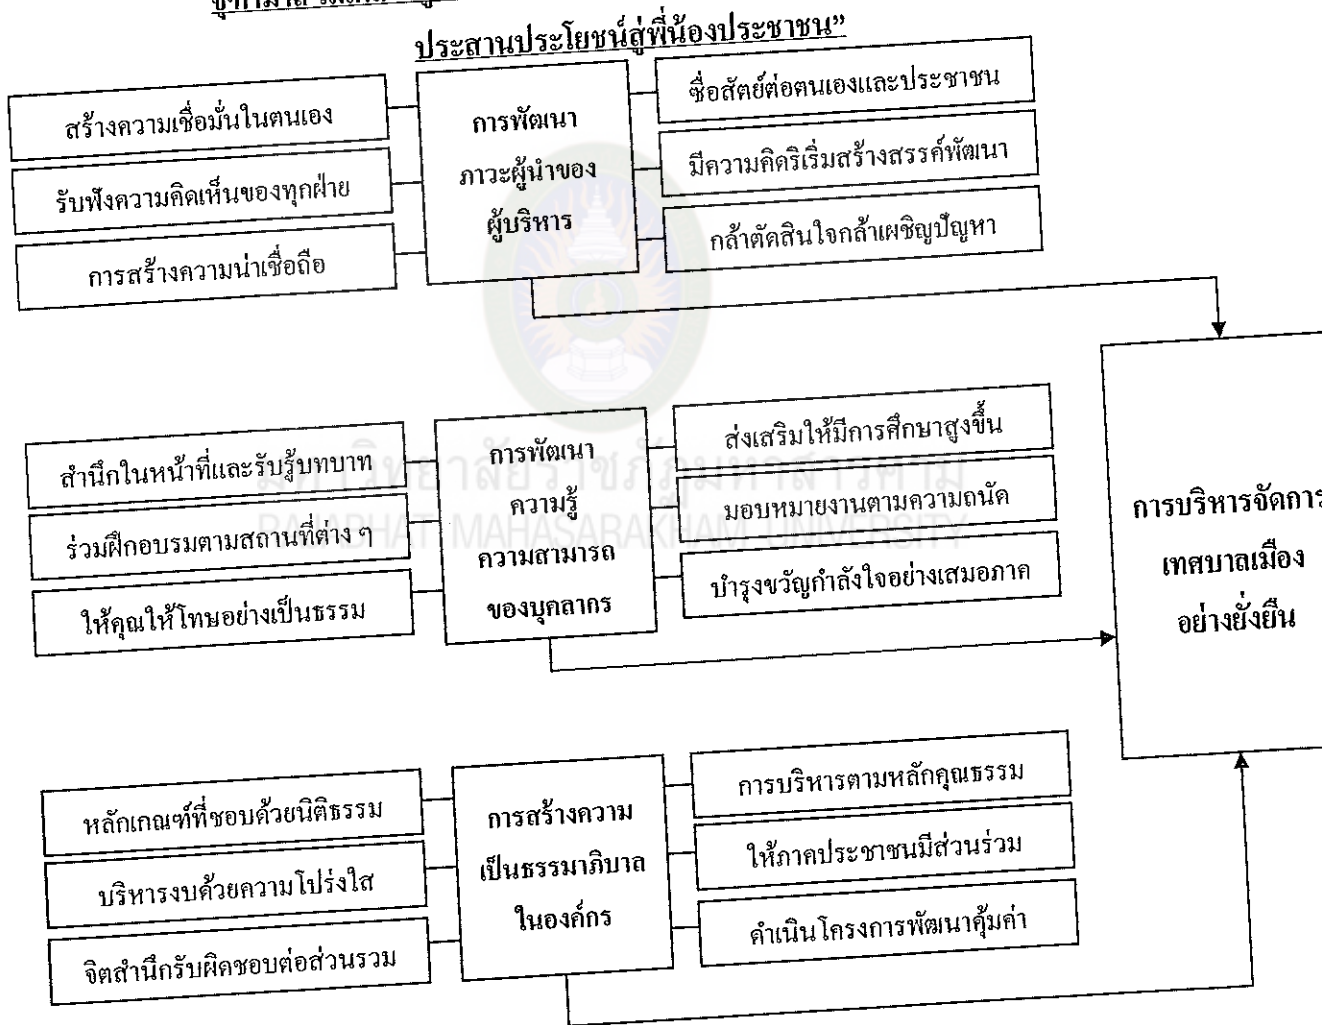 ประสานประโยชน์สู่พี่น้องประชาชน”
สร้างความเชื่อมั่นในตนเอง
รับฟังความคิดเห็นของทุกฝ่าย
การสร้างความน่าเชื่อถือ
การพัฒนา
ภาวะผู้นำของ
ผู้บริหาร
ซื่อสัตย์ต่อตนเองและประชาชน
มีความคิดริเริ่มสร้างสรรค์พัฒนา
กล้าตัดสินใจกล้าเผชิญปัญหา
สำนึกในหน้าที่และรับรู้บทบาท
ร่วมฝึกอบรมตามสถานที่ต่าง ๆ
ให้คุณให้โทษอย่างเป็นธรรม
การพัฒนา
ความรู้
ความสามารถ
ของบุคลากร
ส่งเสริมให้มีการศึกษาสูงขึ้น
มอบหมายงานตามความถนัด
บำรุงขวัญกำลังใจอย่างเสมอภาค
มหาวิทยาลัยราชภัฏมหาสารคาม
RAJABHAT MAHASARAKHAM UNIVERSITY
การบริหารจัดการ
เทศบาลเมือง
อย่างยั่งยืน
หลักเกณฑ์ที่ชอบด้วยนิติธรรม
บริหารงบด้วยความโปร่งใส
จิตสำนึกรับผิดชอบต่อส่วนรวม
การสร้างความ
เป็นธรรมาภิบาล
ในองค์กร
การบริหารตามหลักคุณธรรม
ให้ภาคประชาชนมีส่วนร่วม
ดำเนินโครงการพัฒนาคุ้มค่า